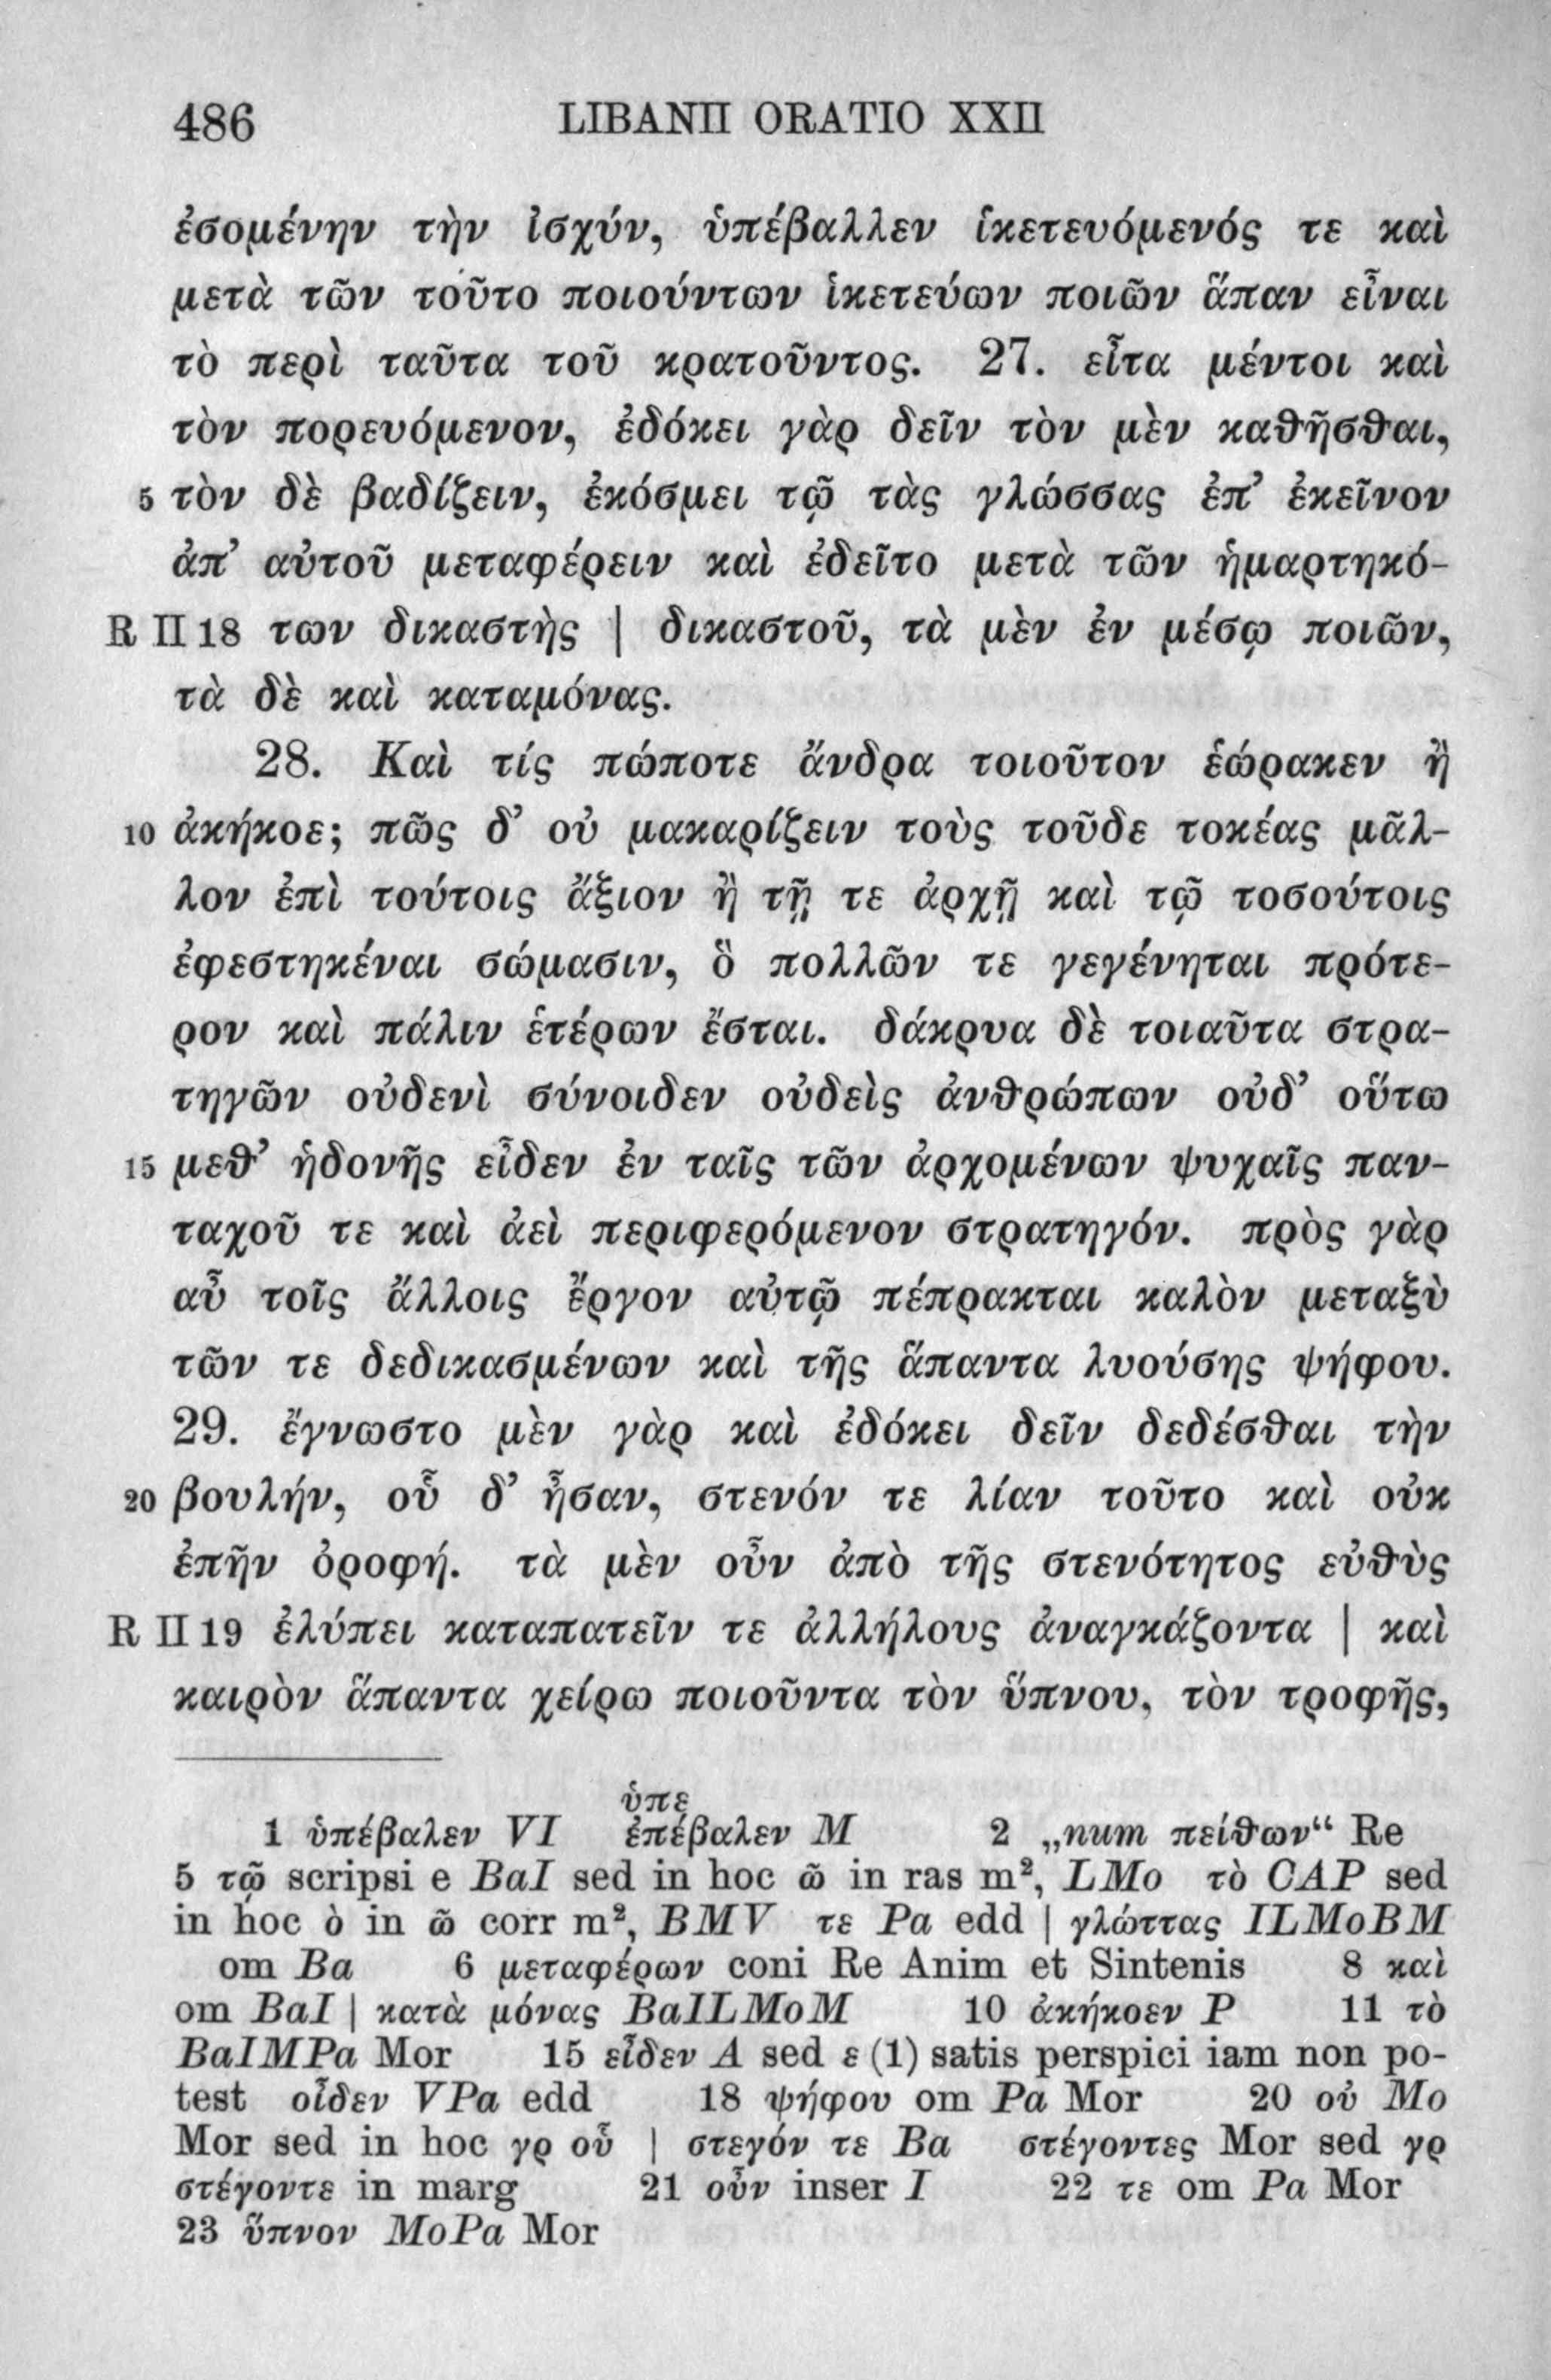 486 LIBANII ORATIO XXII
ἐσομένην τὴν ἰσχύν, ὑπέβαλλεν ἱκετευόμενός τε καὶ
μετὰ τῶν τοῦτο ποιούντων ἱκετεύων ποιῶν ἅπαν εἶναι
τὸ περὶ ταῦτα τοῦ κρατοῦντος. 27. εἶτα μέντοι καὶ
τὸν πορευόμενον, ἐδόκει γὰρ δεῖν τὸν μὲν καθῆσθαι,
5 τὸν δὲ βαδίζειν, ἐκόσμει τῷ τὰς γλώσσας ἐπ’ ἐκεῖνον
ἀπ’ αὐτοῦ μεταφέρειν καὶ ἐδεῖτο μετὰ τῶν ἡμαρτηκό-
R II 18 των δικαστὴς | δικαστοῦ, τὰ μὲν ἐν μέσῳ ποιῶν,
τὰ δὲ καὶ καταμόνας.
28. Καὶ τίς πώποτε ἄνδρα τοιοῦτον ἑώρακεν ἢ
10 ἀκήκοε; πῶς δ’ οὐ μακαρίζειν τοὺς τοῦδε τοκέας μᾶλ-
λον ἐπὶ τούτοις ἄξιον ἢ τῇ τε ἀρχῇ καὶ τῷ τοσούτοις
ἐφεστηκέναι σώμασιν, ὃ πολλῶν τε γεγένηται πρότε-
ρον καὶ πάλιν ἑτέρων ἔσται. δάκρυα δὲ τοιαῦτα στρα-
τηγῶν οὐδενὶ σύνοιδεν οὐδεὶς ἀνθρώπων οὐδ’ οὕτω
15 μεθ’ ἡδονῆς εἶδεν ἐν ταῖς τῶν ἀρχομένων ψυχαῖς παν-
ταχοῦ τε καὶ ἀεὶ περιφερόμενον στρατηγόν. πρὸς γὰρ
αὖ τοῖς ἄλλοις ἔργον αὐτῷ πέπρακται καλὸν μεταξὺ
τῶν τε δεδικασμένων καὶ τῆς ἅπαντα λυούσης ψήφου.
29. ἔγνωστο μὲν γὰρ καὶ ἐδόκει δεῖν δεδέσθαι τὴν
20 βουλήν, οὗ δ’ ἦσαν, στενόν τε λίαν τοῦτο καὶ οὐκ
ἐπῆν ὀροφή. τὰ μὲν οὖν ἀπὸ τῆς στενότητος εὐθὺς
R II 19 ἐλύπει καταπατεῖν τε ἀλλήλους ἀναγκάζοντα | καὶ
καιρὸν ἅπαντα χείρω ποιοῦντα τὸν ὕπνου, τὸν τροφῆς,
ὑπε
1 ὑπέβαλεν VI ἐπέβαλεν M 2 „num πείθων“ Re
5 τῷ scripsi e BaI sed in hoc ῶ in ras m², LMo τὸ CAP sed
in hoc ὸ in ῶ corr m², BMV τε Pa edd | γλώττας ILMoBM
om Ba 6 μεταφέρων coni Re Anim et Sintenis 8 καὶ
om BaI | κατὰ μόνας BaILMoM 10 ἀκήκοεν P 11 τὸ
BaIMPa Mor 15 εἶδεν A sed ε (1) satis perspici iam non po-
test οἶδεν VPa edd 18 ψήφου om Pa Mor 20 οὐ Mo
Mor sed in hoc γρ οὗ | στεγόν τε Ba στέγοντες Mor sed γρ
στέγοντε in marg 21 οὖν inser I 22 τε om Pa Mor
23 ὕπνον MoPa Mor